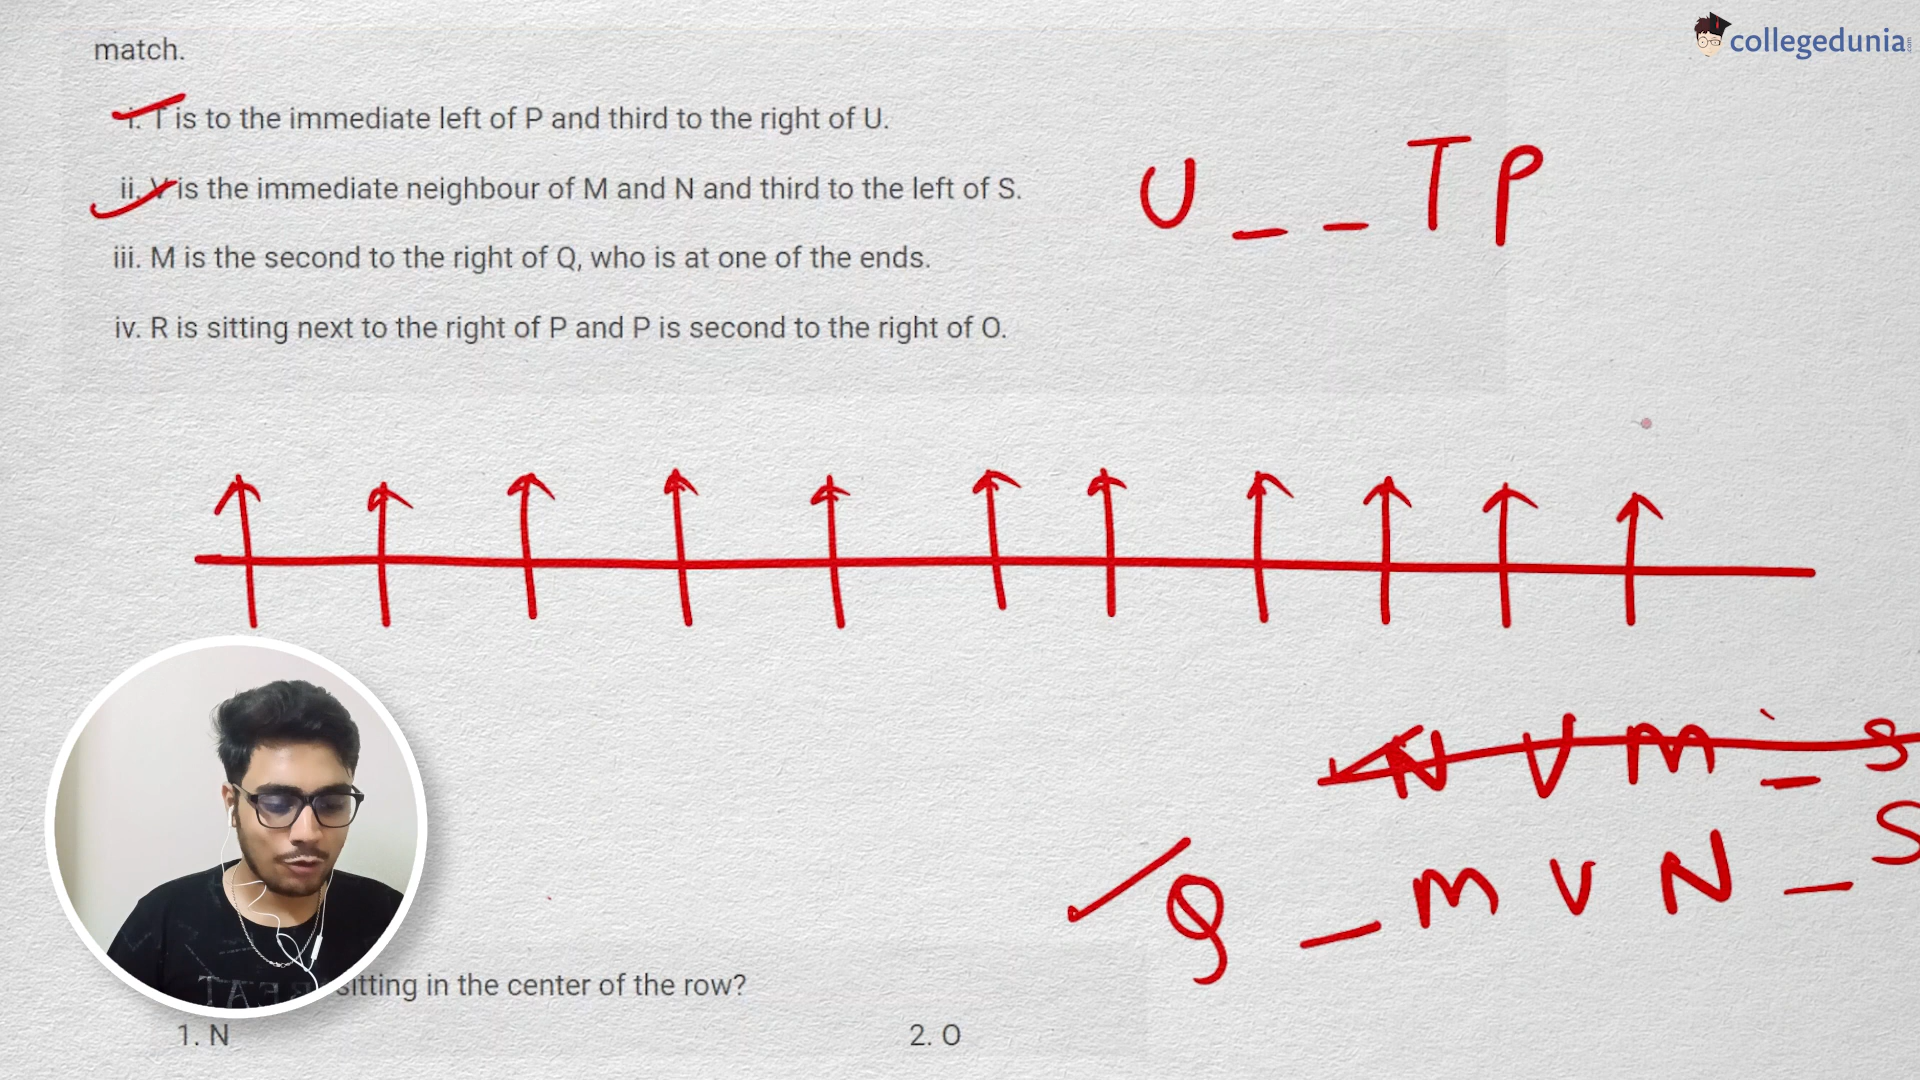 collegedunia
.com
match.
i. T is to the immediate left of P and third to the right of U.
ii. V is the immediate neighbour of M and N and third to the left of S.
iii. M is the second to the right of Q, who is at one of the ends.
iv. R is sitting next to the right of P and P is second to the right of O.
U _ _ T P
N V M _ S
Q _ M V N _ S
sitting in the center of the row?
1. N
2. O